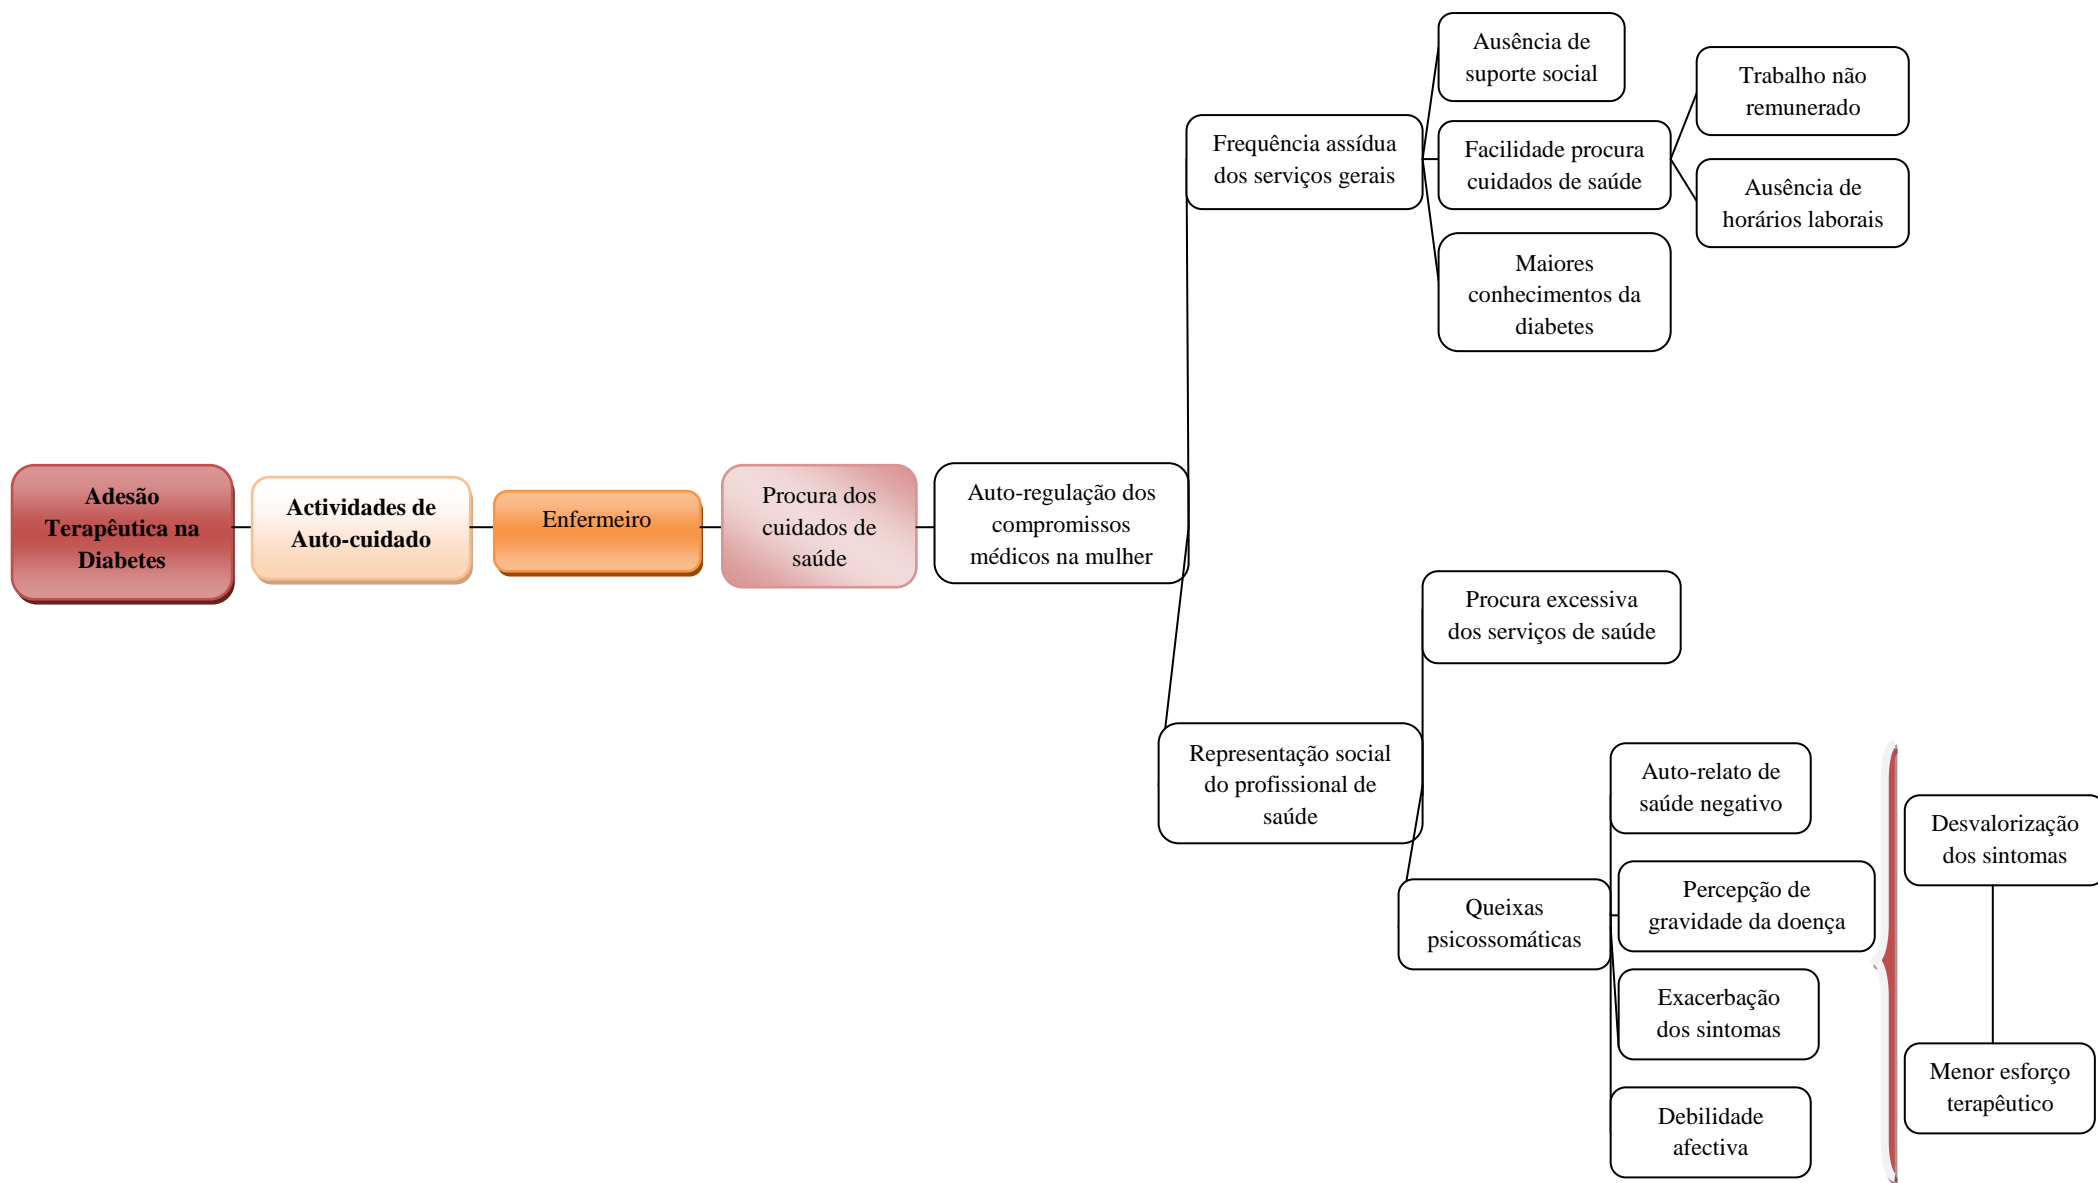 Adesão
Terapêutica na
Diabetes
Actividades de
Auto-cuidado
Enfermeiro
Procura dos
cuidados de
saúde
Auto-regulação dos
compromissos
médicos na mulher
Frequência assídua
dos serviços gerais
Ausência de
suporte social
Facilidade procura
cuidados de saúde
Trabalho não
remunerado
Ausência de
horários laborais
Maiores
conhecimentos da
diabetes
Representação social
do profissional de
saúde
Procura excessiva
dos serviços de saúde
Queixas
psicossomáticas
Auto-relato de
saúde negativo
Percepção de
gravidade da doença
Exacerbação
dos sintomas
Debilidade
afectiva
Desvalorização
dos sintomas
Menor esforço
terapêutico